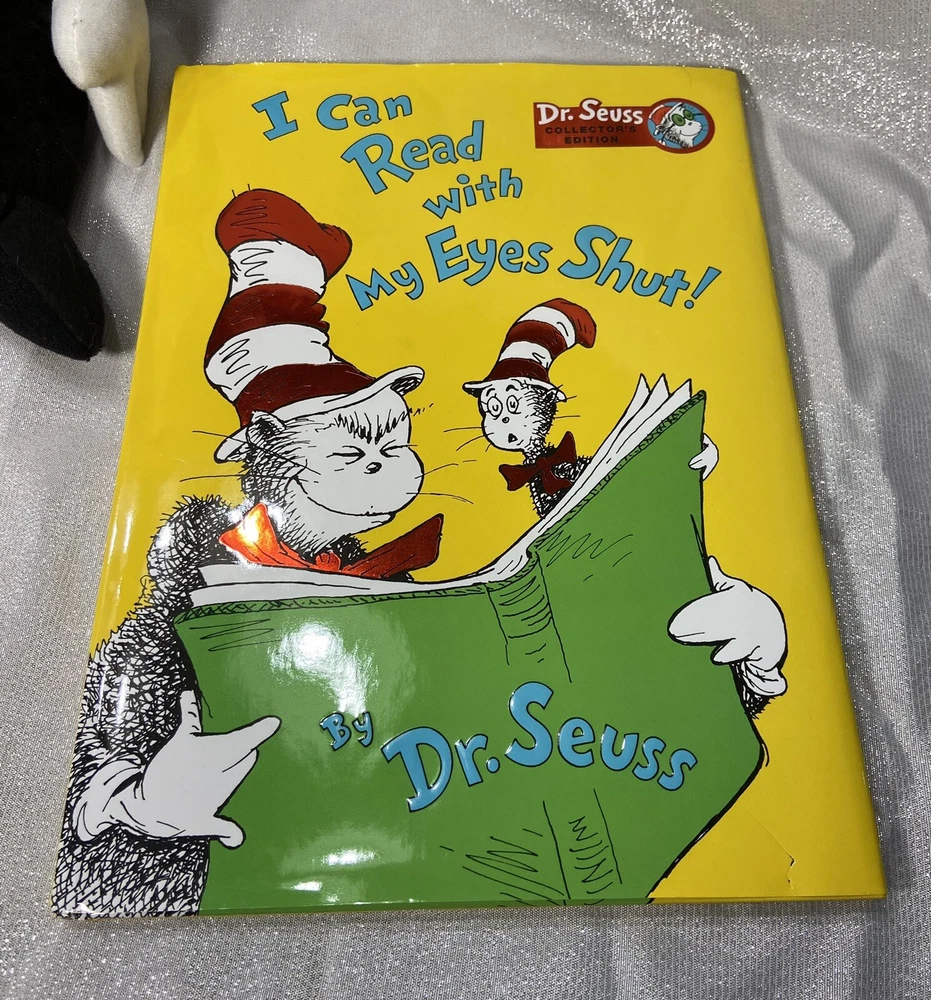 I Can
Read
with
My Eyes Shut!
Dr. Seuss
COLLECTOR'S
EDITION
By
Dr. Seuss